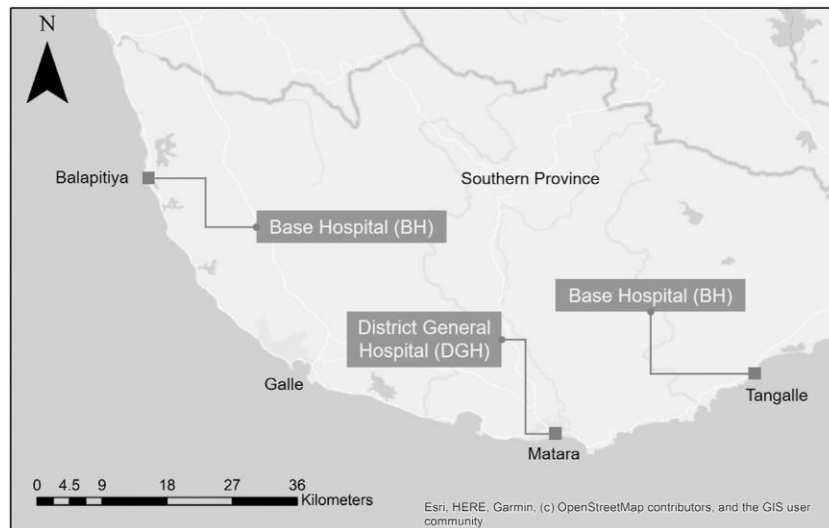 N
Balapitiya
Southern Province
Base Hospital (BH)
Base Hospital (BH)
District General
Hospital (DGH)
Galle
Tangalle
Matara
0 4.5 9 18 27 36
Kilometers
Esri, HERE, Garmin, (c) OpenStreetMap contributors, and the GIS user
community